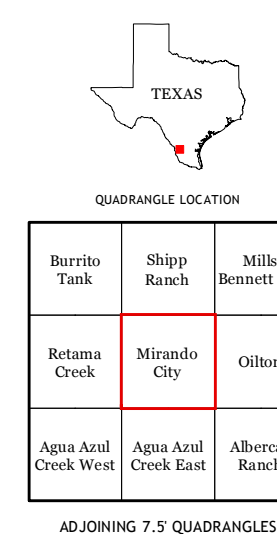 TEXAS
QUADRANGLE LOCATION
Burrito Shipp Mills
Tank Ranch Bennett
Retama Mirando Oilton
Creek City
Agua Azul Agua Azul
Creek West Creek East
ADJOINING 7.5' QUADRANGLES